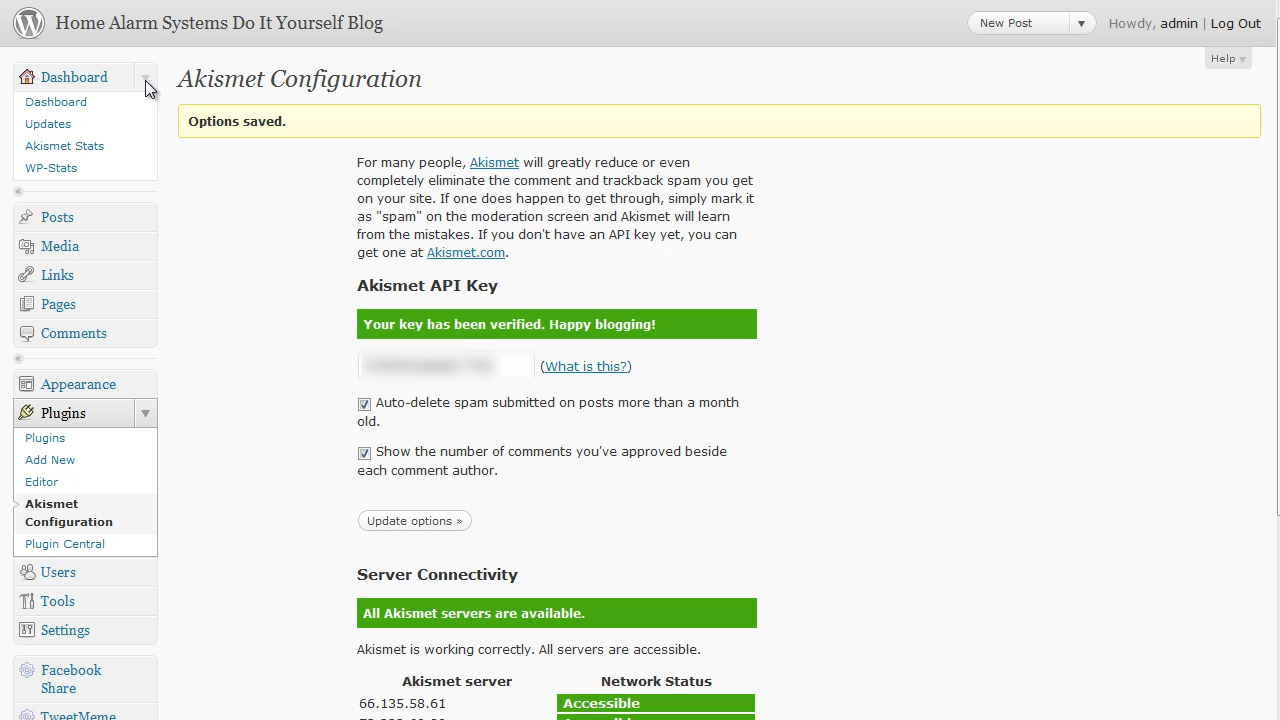 Home Alarm Systems Do It Yourself Blog
New Post
Howdy, admin | Log Out
Help
Dashboard
Dashboard
Updates
Akismet Stats
WP-Stats
Posts
Media
Links
Pages
Comments
Appearance
Plugins
Plugins
Add New
Editor
Akismet
Configuration
Plugin Central
Users
Tools
Settings
Facebook
Share
TweetMeme
Akismet Configuration
Options saved.
For many people, Akismet will greatly reduce or even
completely eliminate the comment and trackback spam you get
on your site. If one does happen to get through, simply mark it
as "spam" on the moderation screen and Akismet will learn
from the mistakes. If you don't have an API key yet, you can
get one at Akismet.com.
Akismet API Key
Your key has been verified. Happy blogging!
(What is this?)
Auto-delete spam submitted on posts more than a month
old.
Show the number of comments you've approved beside
each comment author.
Update options »
Server Connectivity
All Akismet servers are available.
Akismet is working correctly. All servers are accessible.
Akismet server Network Status
66.135.58.61 Accessible